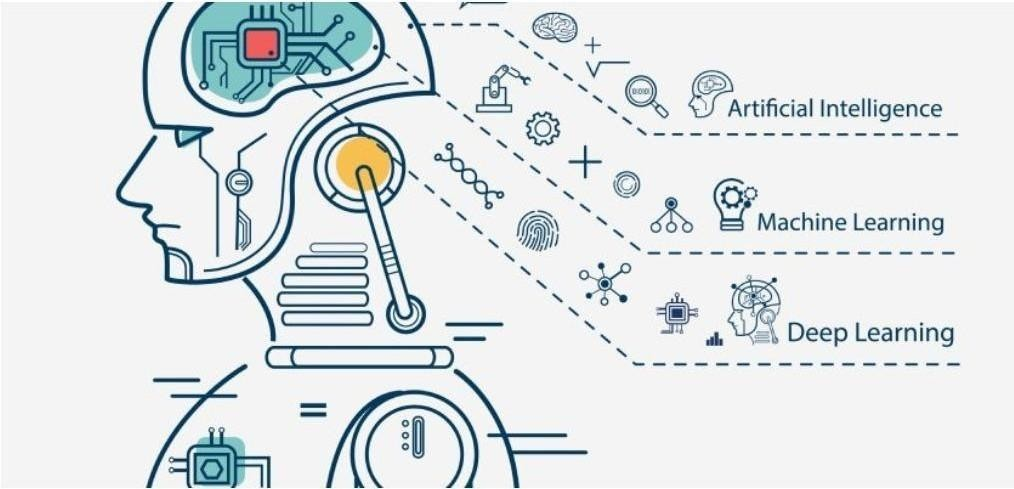 Artificial Intelligence
Machine Learning
Deep Learning